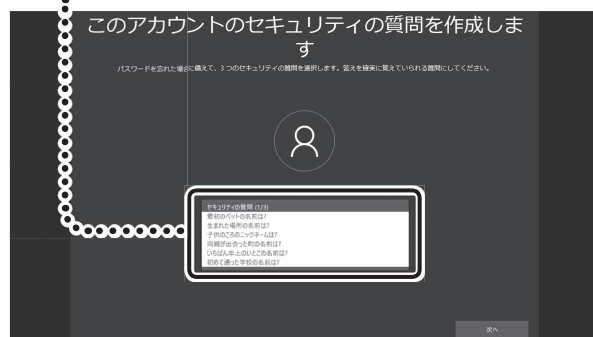 このアカウントのセキュリティの質問を作成しま
す
パスワードを忘れた場合に備えて、3 つのセキュリティの質問を選択します。答えを確実に覚えていられる質問にしてください。
セキュリティの質問 (1/3)
最初のペットの名前は?
生まれた場所の名前は?
子供のころのニックネームは?
両親が出会った町の名前は?
いちばん年上のいとこの名前は?
初めて通った学校の名前は?
次へ